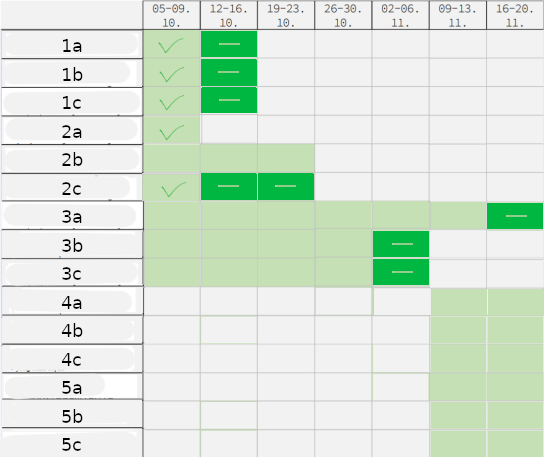 05-09. 12-16. 19-23. 26-30. 02-06. 09-13. 16-20.
10. 10. 10. 10. 11. 11. 11.
1a
1b
1c
2a
2b
2c
3a
3b
3c
4a
4b
4c
5a
5b
5c